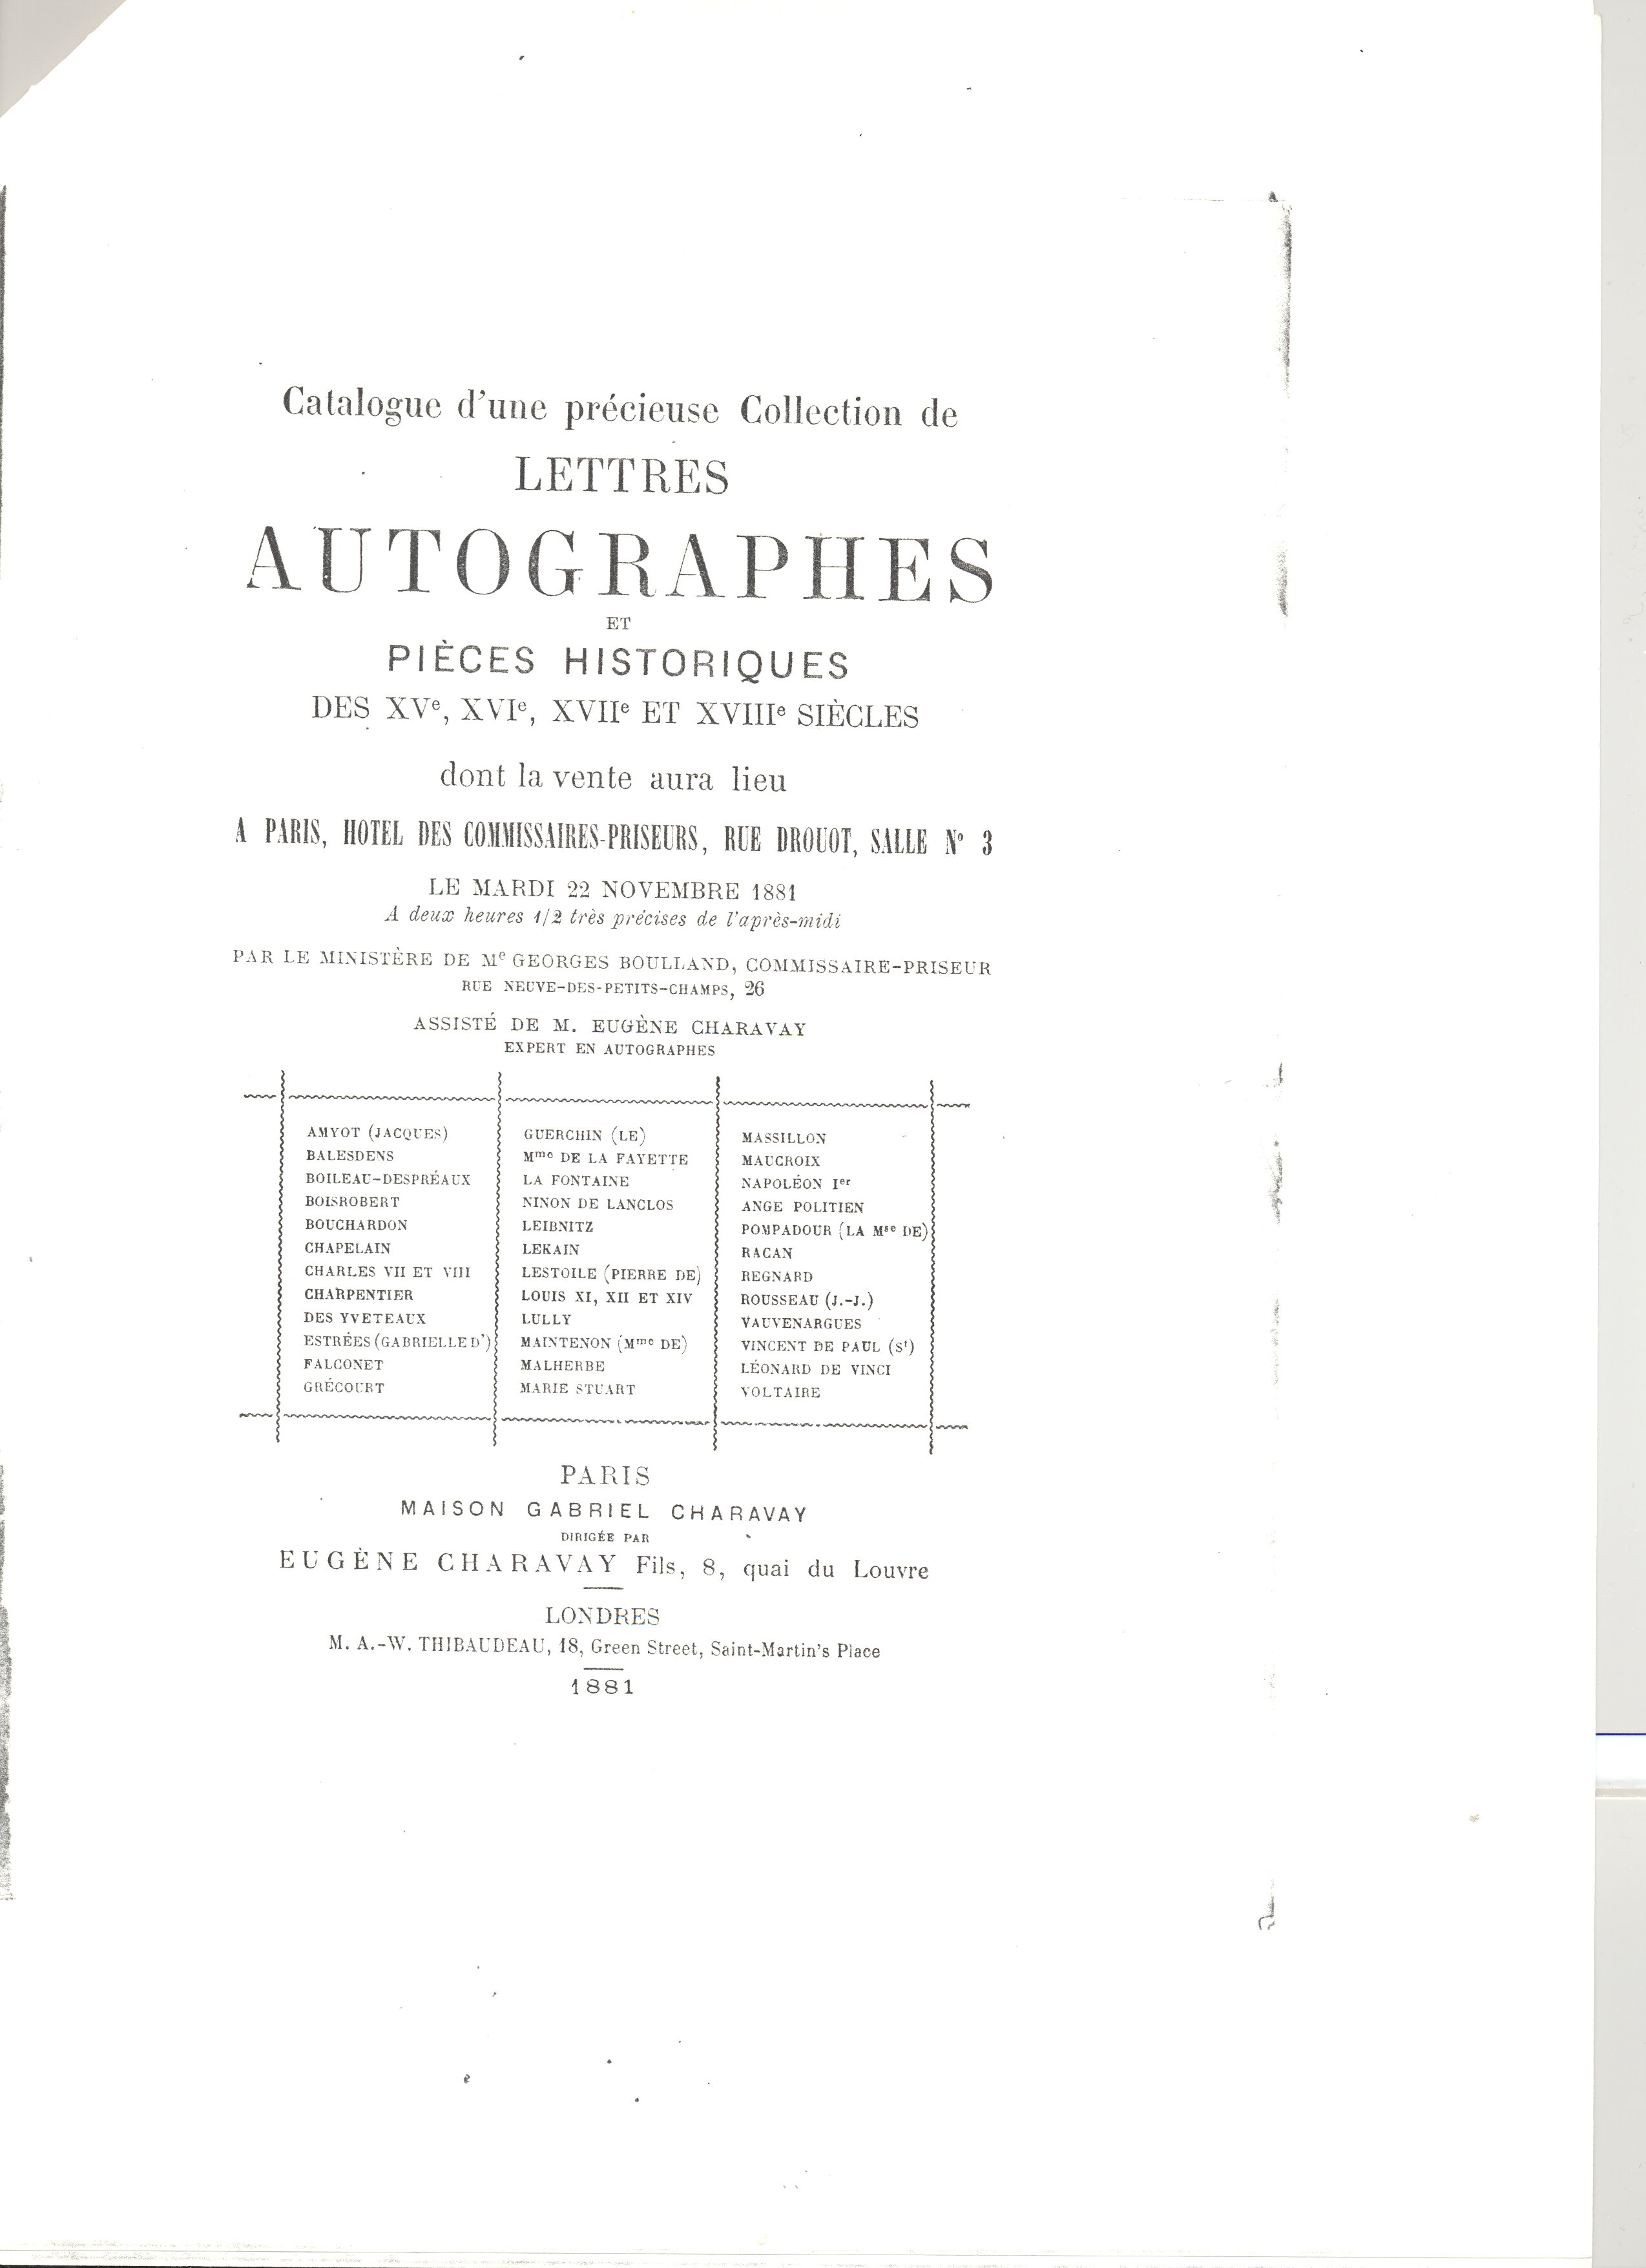 Catalogue d'une précieuse Collection de
LETTRES
AUTOGRAPHES
ET
PIÈCES HISTORIQUES
DES XVe, XVIe, XVIIe ET XVIIIe SIÈCLES
dont la vente aura lieu
A PARIS, HOTEL DES COMMISSAIRES-PRISEURS, RUE DROUOT, SALLE No 3
LE MARDI 22 NOVEMBRE 1881
A deux heures 1/2 très précises de l'après-midi
PAR LE MINISTÈRE DE Me GEORGES BOULLAND, COMMISSAIRE-PRISEUR
RUE NEUVE-DES-PETITS-CHAMPS, 26
ASSISTÉ DE M. EUGÈNE CHARAVAY
EXPERT EN AUTOGRAPHES
AMYOT (JACQUES)
BALESDENS
BOILEAU-DESPRÉAUX
BOISROBERT
BOUCHARDON
CHAPELAIN
CHARLES VII ET VIII
CHARPENTIER
DES YVETEAUX
ESTRÉES (GABRIELLE D')
FALCONET
GRÉCOURT
GUERCHIN (LE)
Mme DE LA FAYETTE
LA FONTAINE
NINON DE LANCLOS
LEIBNITZ
LEKAIN
LESTOILE (PIERRE DE)
LOUIS XI, XII ET XIV
LULLY
MAINTENON (Mme DE)
MALHERBE
MARIE STUART
MASSILLON
MAUCROIX
NAPOLÉON Ier
ANGE POLITIEN
POMPADOUR (LA Mse DE)
RACAN
REGNARD
ROUSSEAU (J.-J.)
VAUVENARGUES
VINCENT DE PAUL (St)
LÉONARD DE VINCI
VOLTAIRE
PARIS
MAISON GABRIEL CHARAVAY
DIRIGÉE PAR
EUGÈNE CHARAVAY Fils, 8, quai du Louvre
LONDRES
M. A.-W. THIBAUDEAU, 18, Green Street, Saint-Martin's Place
1881